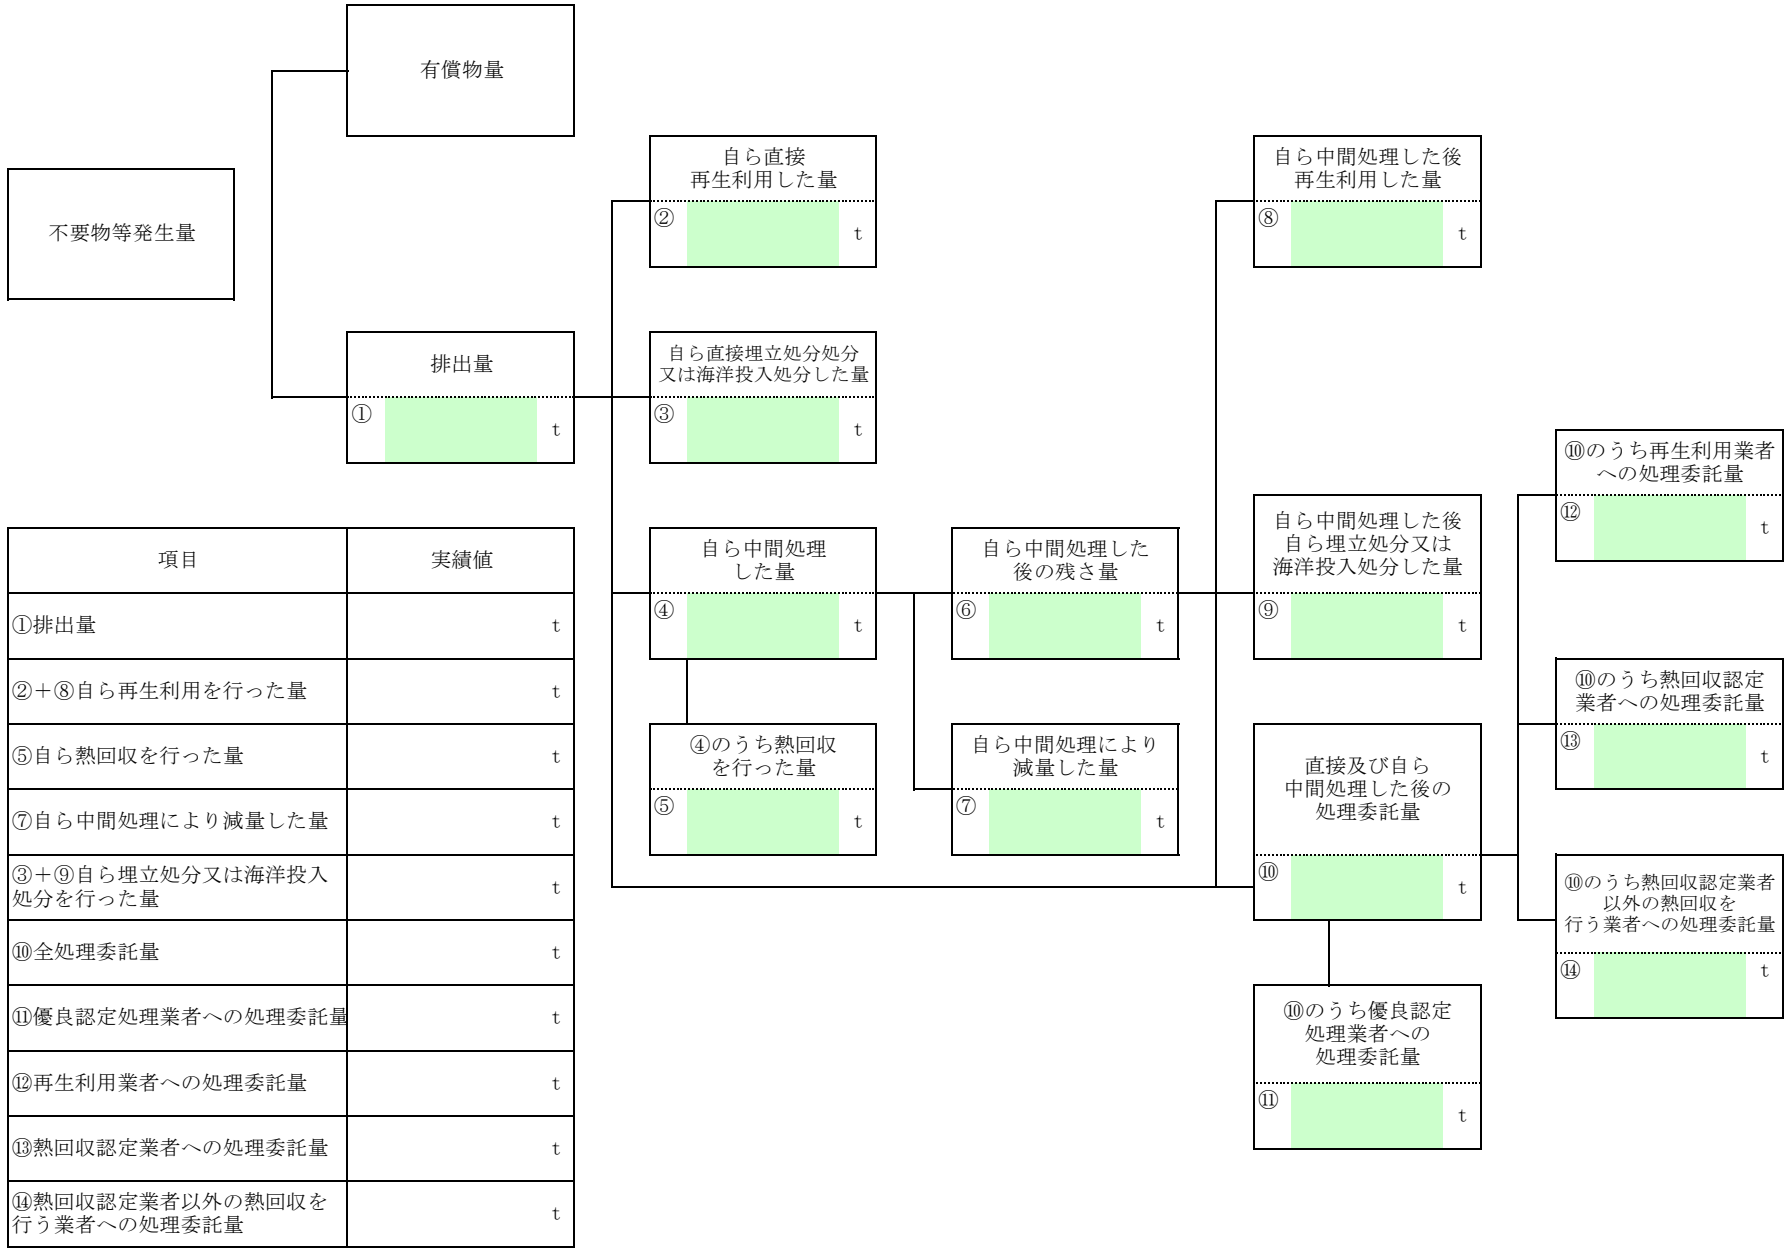 有償物量
不要物等発生量
排出量
①
t
自ら直接
再生利用した量
②
t
自ら直接埋立処分処分
又は海洋投入処分した量
③
t
自ら中間処理
した量
④
t
④のうち熱回収
を行った量
⑤
t
自ら中間処理した
後の残さ量
⑥
t
自ら中間処理により
減量した量
⑦
t
自ら中間処理した後
再生利用した量
⑧
t
自ら中間処理した後
自ら埋立処分又は
海洋投入処分した量
⑨
t
直接及び自ら
中間処理した後の
処理委託量
⑩
t
⑩のうち優良認定
処理業者への
処理委託量
⑪
t
⑩のうち再生利用業者
への処理委託量
⑫
t
⑩のうち熱回収認定
業者への処理委託量
⑬
t
⑩のうち熱回収認定業者
以外の熱回収を
行う業者への処理委託量
⑭
t
項目 実績値
①排出量 t
②＋⑧自ら再生利用を行った量 t
⑤自ら熱回収を行った量 t
⑦自ら中間処理により減量した量 t
③＋⑨自ら埋立処分又は海洋投入
処分を行った量 t
⑩全処理委託量 t
⑪優良認定処理業者への処理委託量 t
⑫再生利用業者への処理委託量 t
⑬熱回収認定業者への処理委託量 t
⑭熱回収認定業者以外の熱回収を
行う業者への処理委託量 t